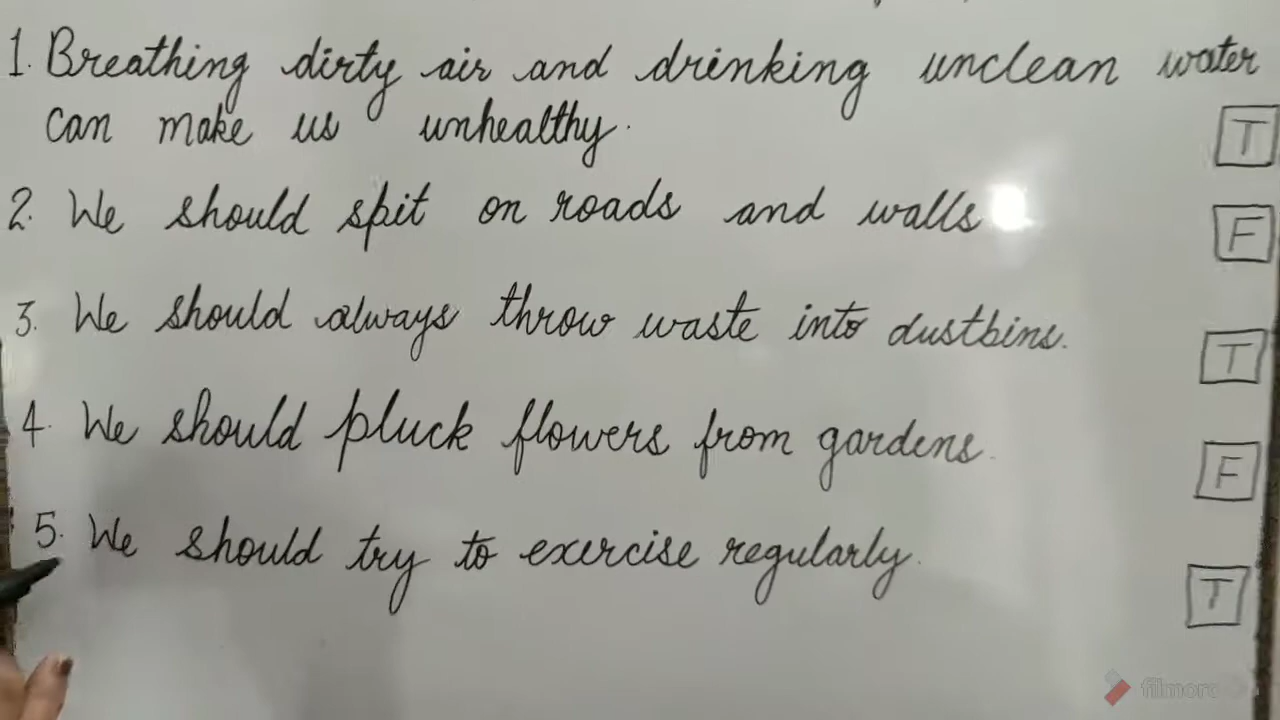 1. Breathing dirty air and drinking unclean water
can make us unhealthy. T
2. We should spit on roads and walls F
3. We should always throw waste into dustbins. T
4. We should pluck flowers from gardens. F
5. We should try to exercise regularly. T
filmora